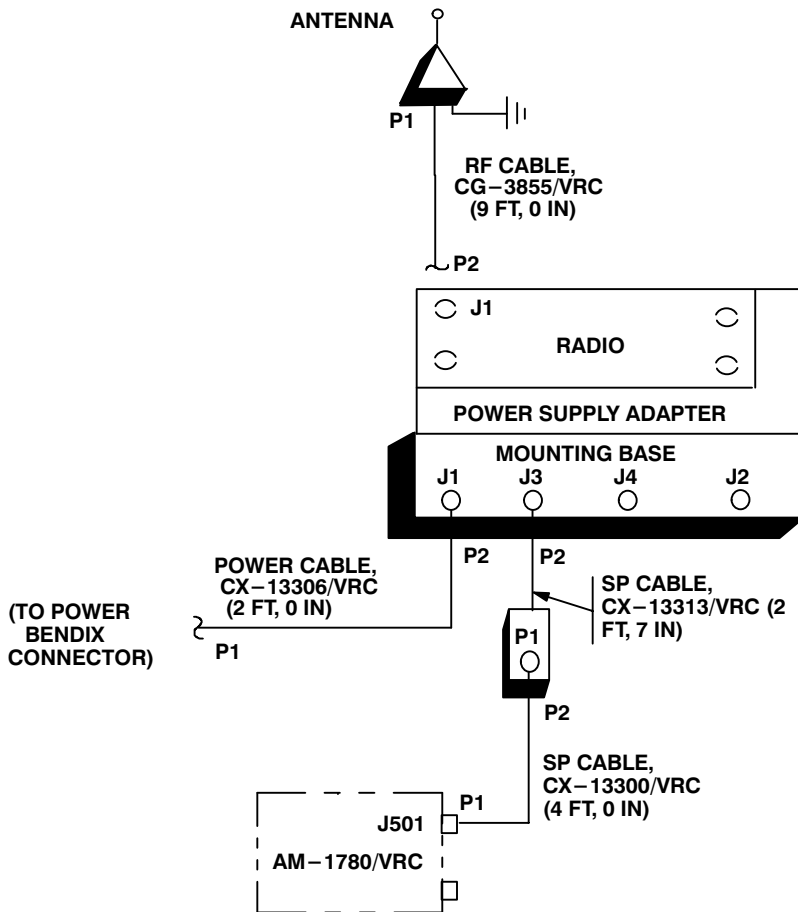 ANTENNA
P1
RF CABLE,
CG−3855/VRC
(9 FT, 0 IN)
P2
J1
RADIO
POWER SUPPLY ADAPTER
MOUNTING BASE
J1 J3 J4 J2
P2 P2
POWER CABLE,
CX−13306/VRC
(2 FT, 0 IN)
SP CABLE,
CX−13313/VRC (2
FT, 7 IN)
(TO POWER
BENDIX
CONNECTOR)
P1
P1
P2
SP CABLE,
CX−13300/VRC
(4 FT, 0 IN)
P1
J501
AM−1780/VRC